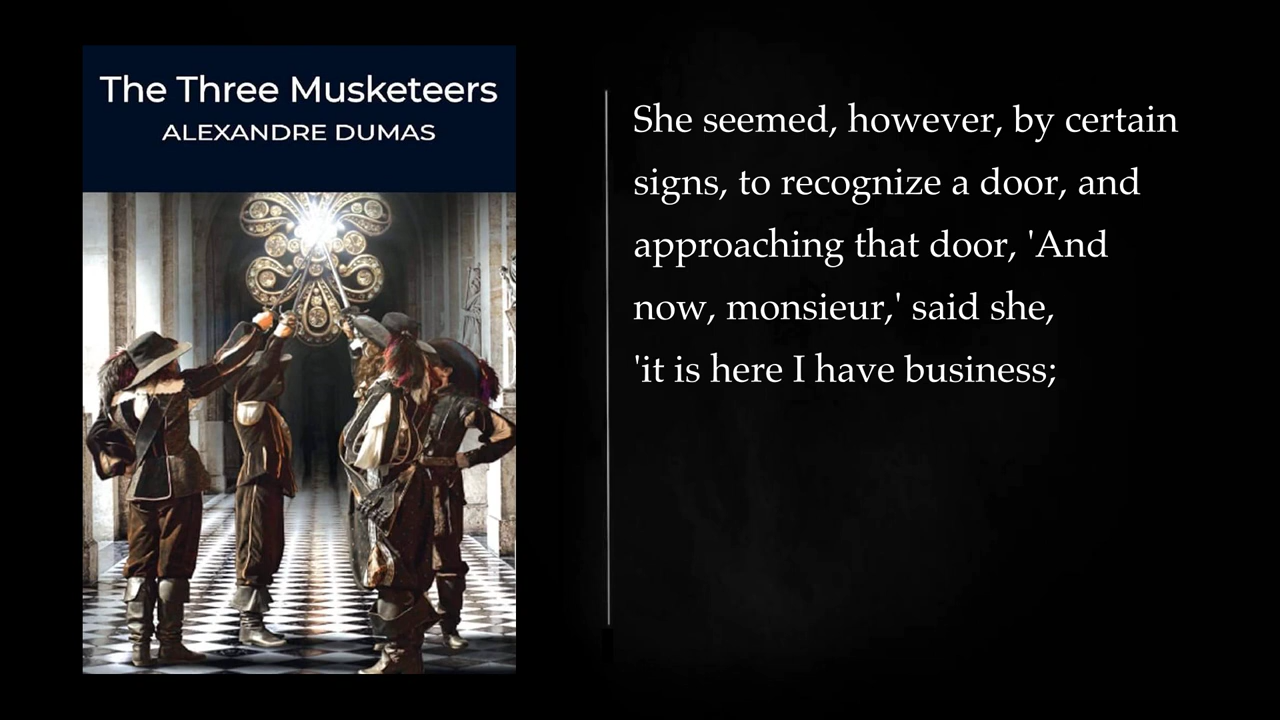 The Three Musketeers
ALEXANDRE DUMAS
She seemed, however, by certain
signs, to recognize a door, and
approaching that door, 'And
now, monsieur,' said she,
'it is here I have business;